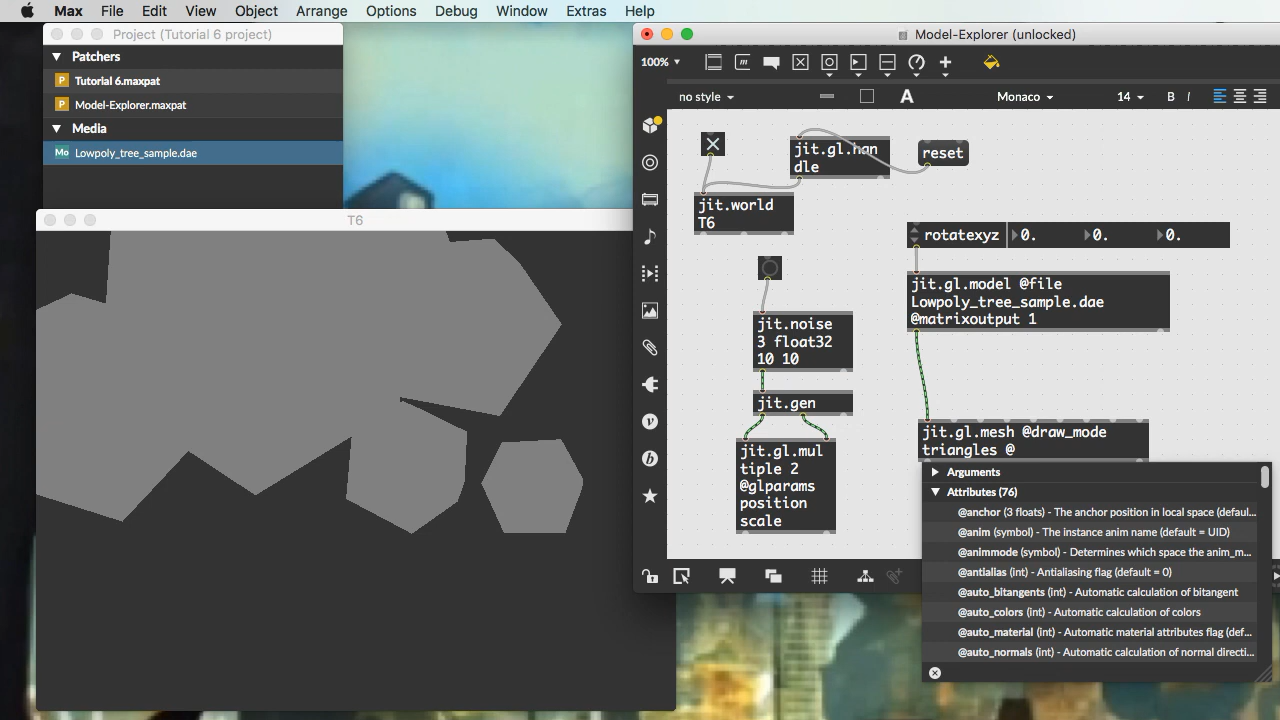 Max File Edit View Object Arrange Options Debug Window Extras Help
Project (Tutorial 6 project)
Patchers
P Tutorial 6.maxpat
P Model-Explorer.maxpat
Media
Mo Lowpoly_tree_sample.dae
T6
Model-Explorer (unlocked)
100%
no style
A
Monaco
14
B I
jit.gl.han
dle
reset
jit.world
T6
rotatexyz 0. 0. 0.
jit.gl.model @file
Lowpoly_tree_sample.dae
@matrixoutput 1
jit.noise
3 float32
10 10
jit.gen
jit.gl.mul
tiple 2
@glparams
position
scale
jit.gl.mesh @draw_mode
triangles @
Arguments
Attributes (76)
@anchor (3 floats) - The anchor position in local space (defaul...
@anim (symbol) - The instance anim name (default = UID)
@animmode (symbol) - Determines which space the anim_m...
@antialias (int) - Antialiasing flag (default = 0)
@auto_bitangents (int) - Automatic calculation of bitangent
@auto_colors (int) - Automatic calculation of colors
@auto_material (int) - Automatic material attributes flag (def...
@auto_normals (int) - Automatic calculation of normal directi...